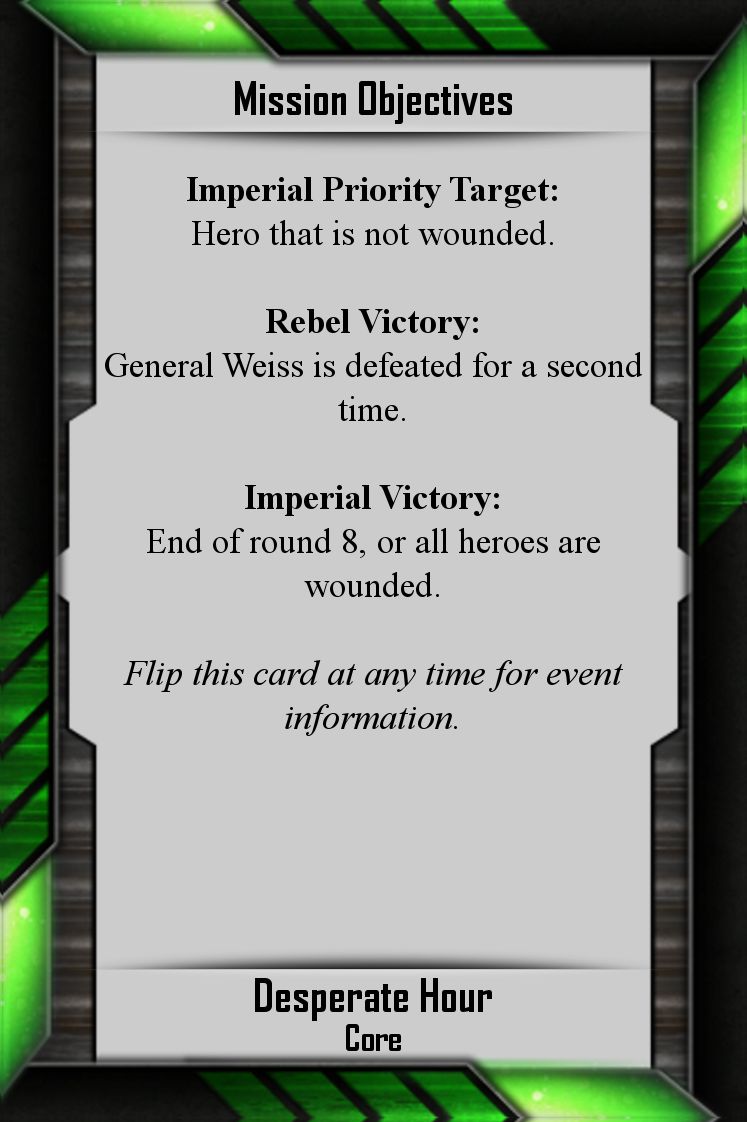 Mission Objectives
Imperial Priority Target:
Hero that is not wounded.
Rebel Victory:
General Weiss is defeated for a second
time.
Imperial Victory:
End of round 8, or all heroes are
wounded.
Flip this card at any time for event
information.
Desperate Hour
Core